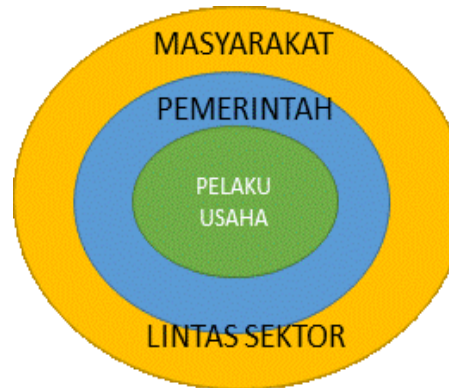 MASYARAKAT
PEMERINTAH
PELAKU
USAHA
LINTAS SEKTOR